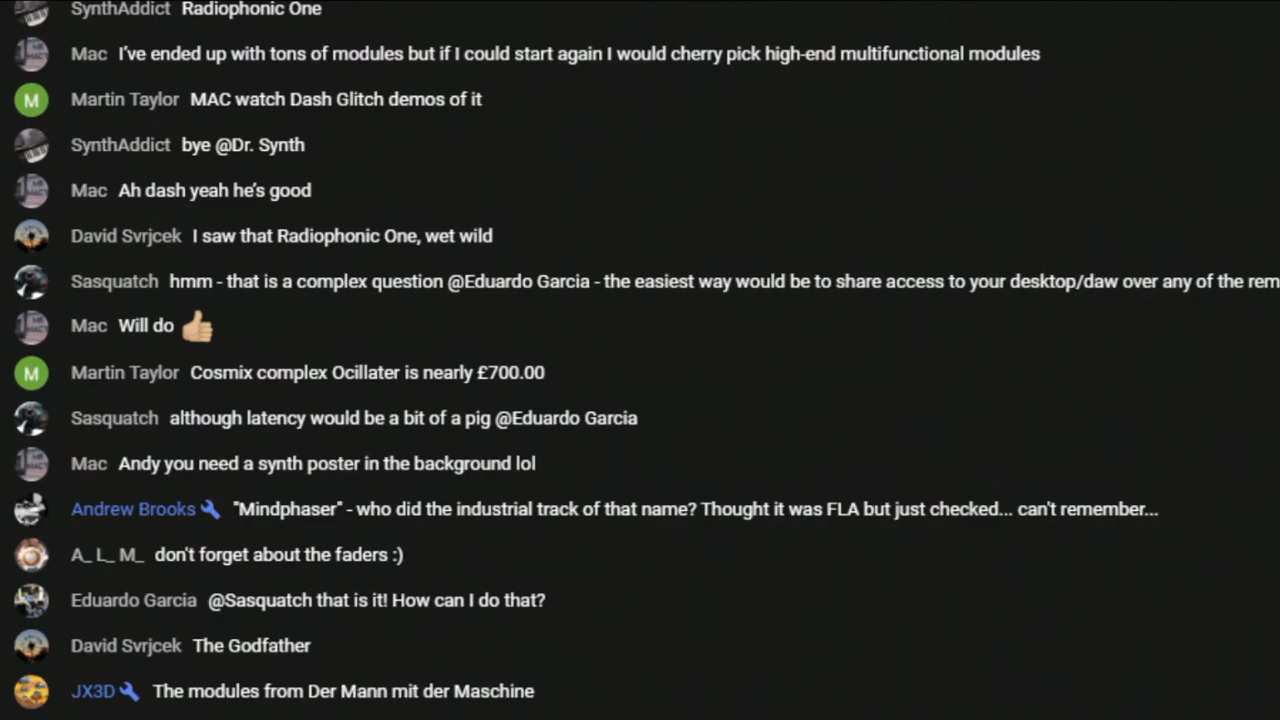 SynthAddict Radiophonic One
Mac I've ended up with tons of modules but if I could start again I would cherry pick high-end multifunctional modules
M Martin Taylor MAC watch Dash Glitch demos of it
SynthAddict bye @Dr. Synth
Mac Ah dash yeah he's good
David Svrjcek I saw that Radiophonic One, wet wild
Sasquatch hmm - that is a complex question @Eduardo Garcia - the easiest way would be to share access to your desktop/daw over any of the rem
Mac Will do 👍🏼
M Martin Taylor Cosmix complex Ocillater is nearly £700.00
Sasquatch although latency would be a bit of a pig @Eduardo Garcia
Mac Andy you need a synth poster in the background lol
Andrew Brooks "Mindphaser" - who did the industrial track of that name? Thought it was FLA but just checked... can't remember...
A_ L_ M_ don't forget about the faders :)
Eduardo Garcia @Sasquatch that is it! How can I do that?
David Svrjcek The Godfather
JX3D The modules from Der Mann mit der Maschine